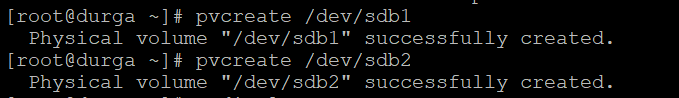 [root@durga ~]# pvcreate /dev/sdb1
  Physical volume "/dev/sdb1" successfully created.
[root@durga ~]# pvcreate /dev/sdb2
  Physical volume "/dev/sdb2" successfully created.